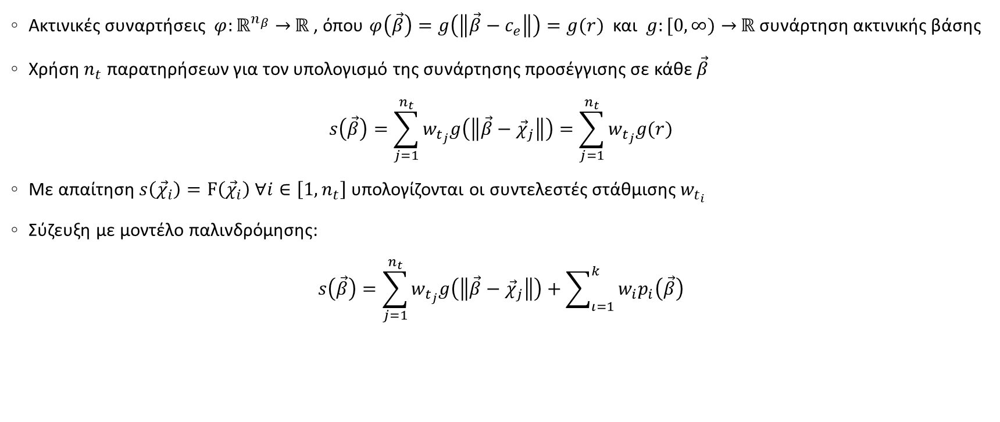 ◦ Ακτινικές συναρτήσεις $\varphi: \mathbb{R}^{n_\beta} \to \mathbb{R}$ , όπου $\varphi(\vec{\beta}) = g(\|\vec{\beta} - c_e\|) = g(r)$ και $g: [0, \infty) \to \mathbb{R}$ συνάρτηση ακτινικής βάσης
◦ Χρήση $n_t$ παρατηρήσεων για τον υπολογισμό της συνάρτησης προσέγγισης σε κάθε $\vec{\beta}$
$s(\vec{\beta}) = \sum_{j=1}^{n_t} w_{t_j} g(\|\vec{\beta} - \vec{\chi}_j\|) = \sum_{j=1}^{n_t} w_{t_j} g(r)$
◦ Με απαίτηση $s(\vec{\chi}_i) = \mathrm{F}(\vec{\chi}_i) \; \forall i \in [1, n_t]$ υπολογίζονται οι συντελεστές στάθμισης $w_{t_i}$
◦ Σύζευξη με μοντέλο παλινδρόμησης:
$s(\vec{\beta}) = \sum_{j=1}^{n_t} w_{t_j} g(\|\vec{\beta} - \vec{\chi}_j\|) + \sum_{\iota=1}^{k} w_i p_i(\vec{\beta})$